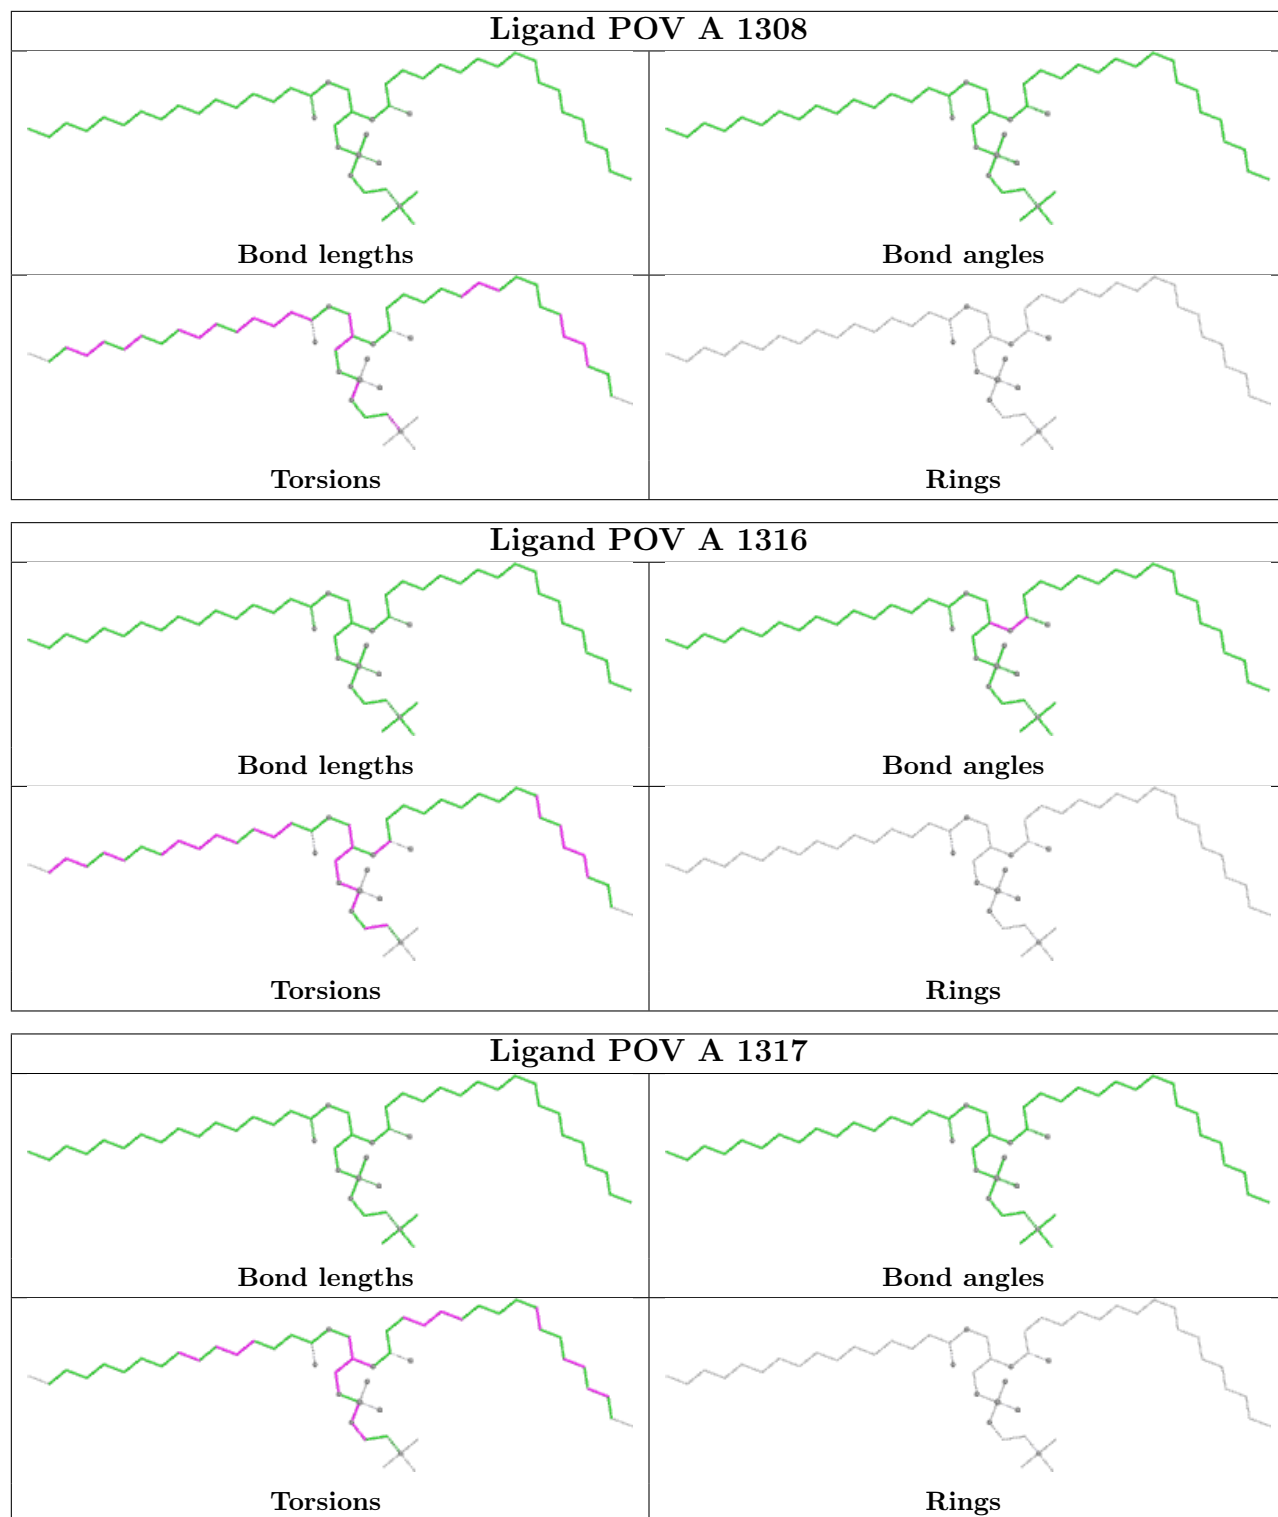 Ligand POV A 1308
Bond lengths
Bond angles
Torsions
Rings
Ligand POV A 1316
Bond lengths
Bond angles
Torsions
Rings
Ligand POV A 1317
Bond lengths
Bond angles
Torsions
Rings